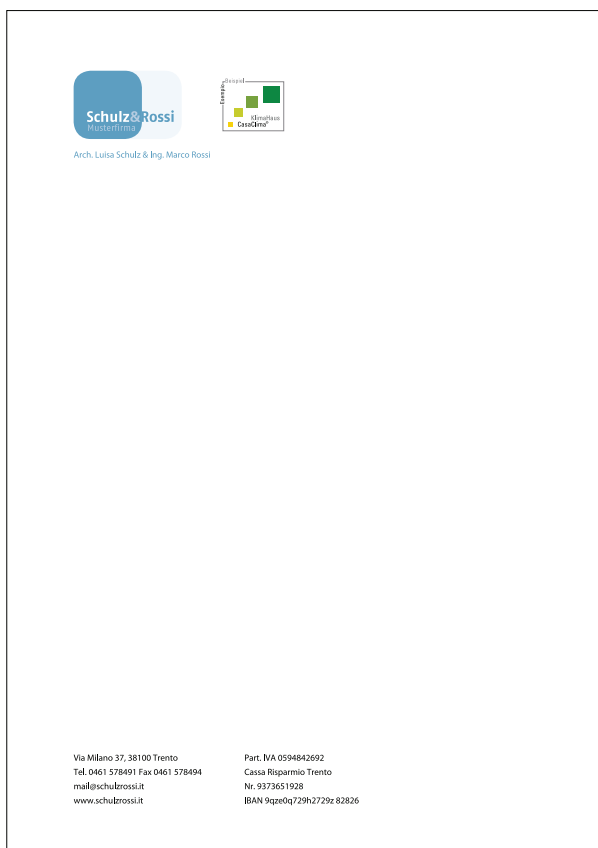 Schulz&Rossi
Musterfirma
Beispiel
Esempio
KlimaHaus
CasaClima®
Arch. Luisa Schulz & Ing. Marco Rossi
Via Milano 37, 38100 Trento
Tel. 0461 578491 Fax 0461 578494
mail@schulzrossi.it
www.schulzrossi.it
Part. IVA 0594842692
Cassa Risparmio Trento
Nr. 9373651928
IBAN 9qze0q729h2729z 82826